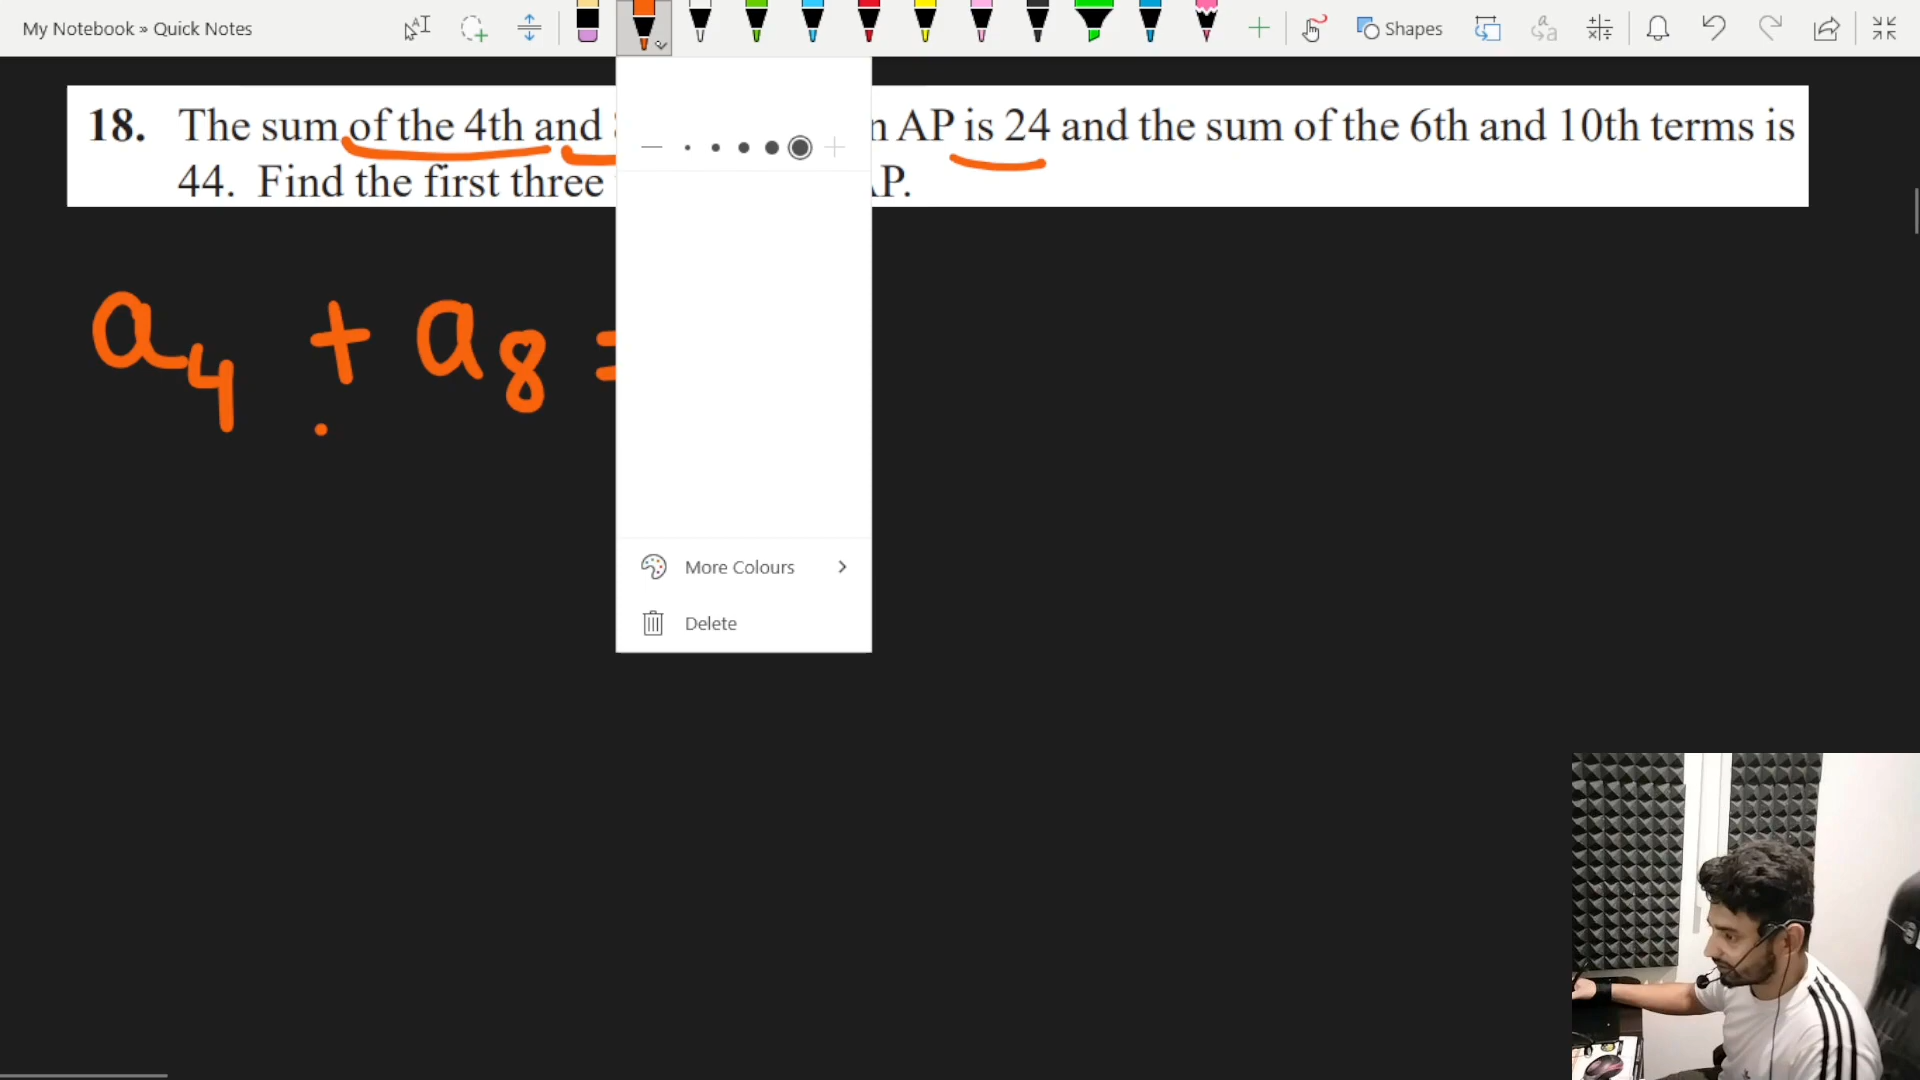 My Notebook » Quick Notes
Shapes
18. The sum of the 4th and AP is 24 and the sum of the 6th and 10th terms is
44. Find the first three AP.
a4 + a8 =
More Colours
Delete